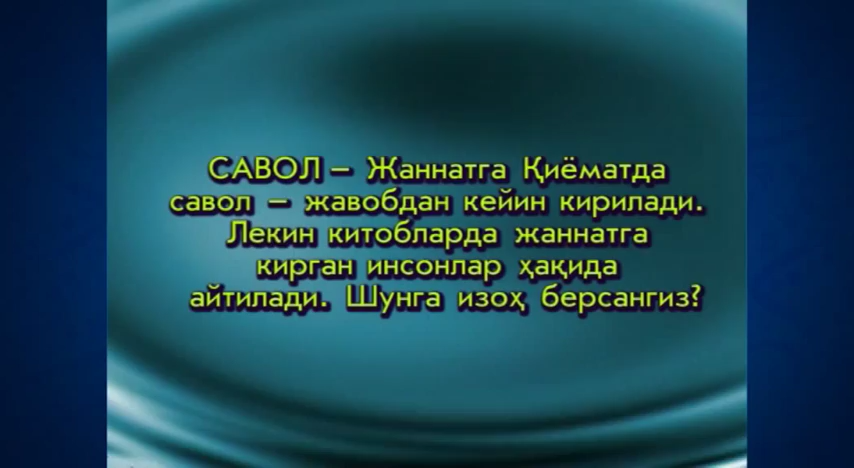 САВОЛ – Жаннатга Қиёматда
савол – жавобдан кейин кирилади.
Лекин китобларда жаннатга
кирган инсонлар ҳақида
айтилади. Шунга изоҳ берсангиз?